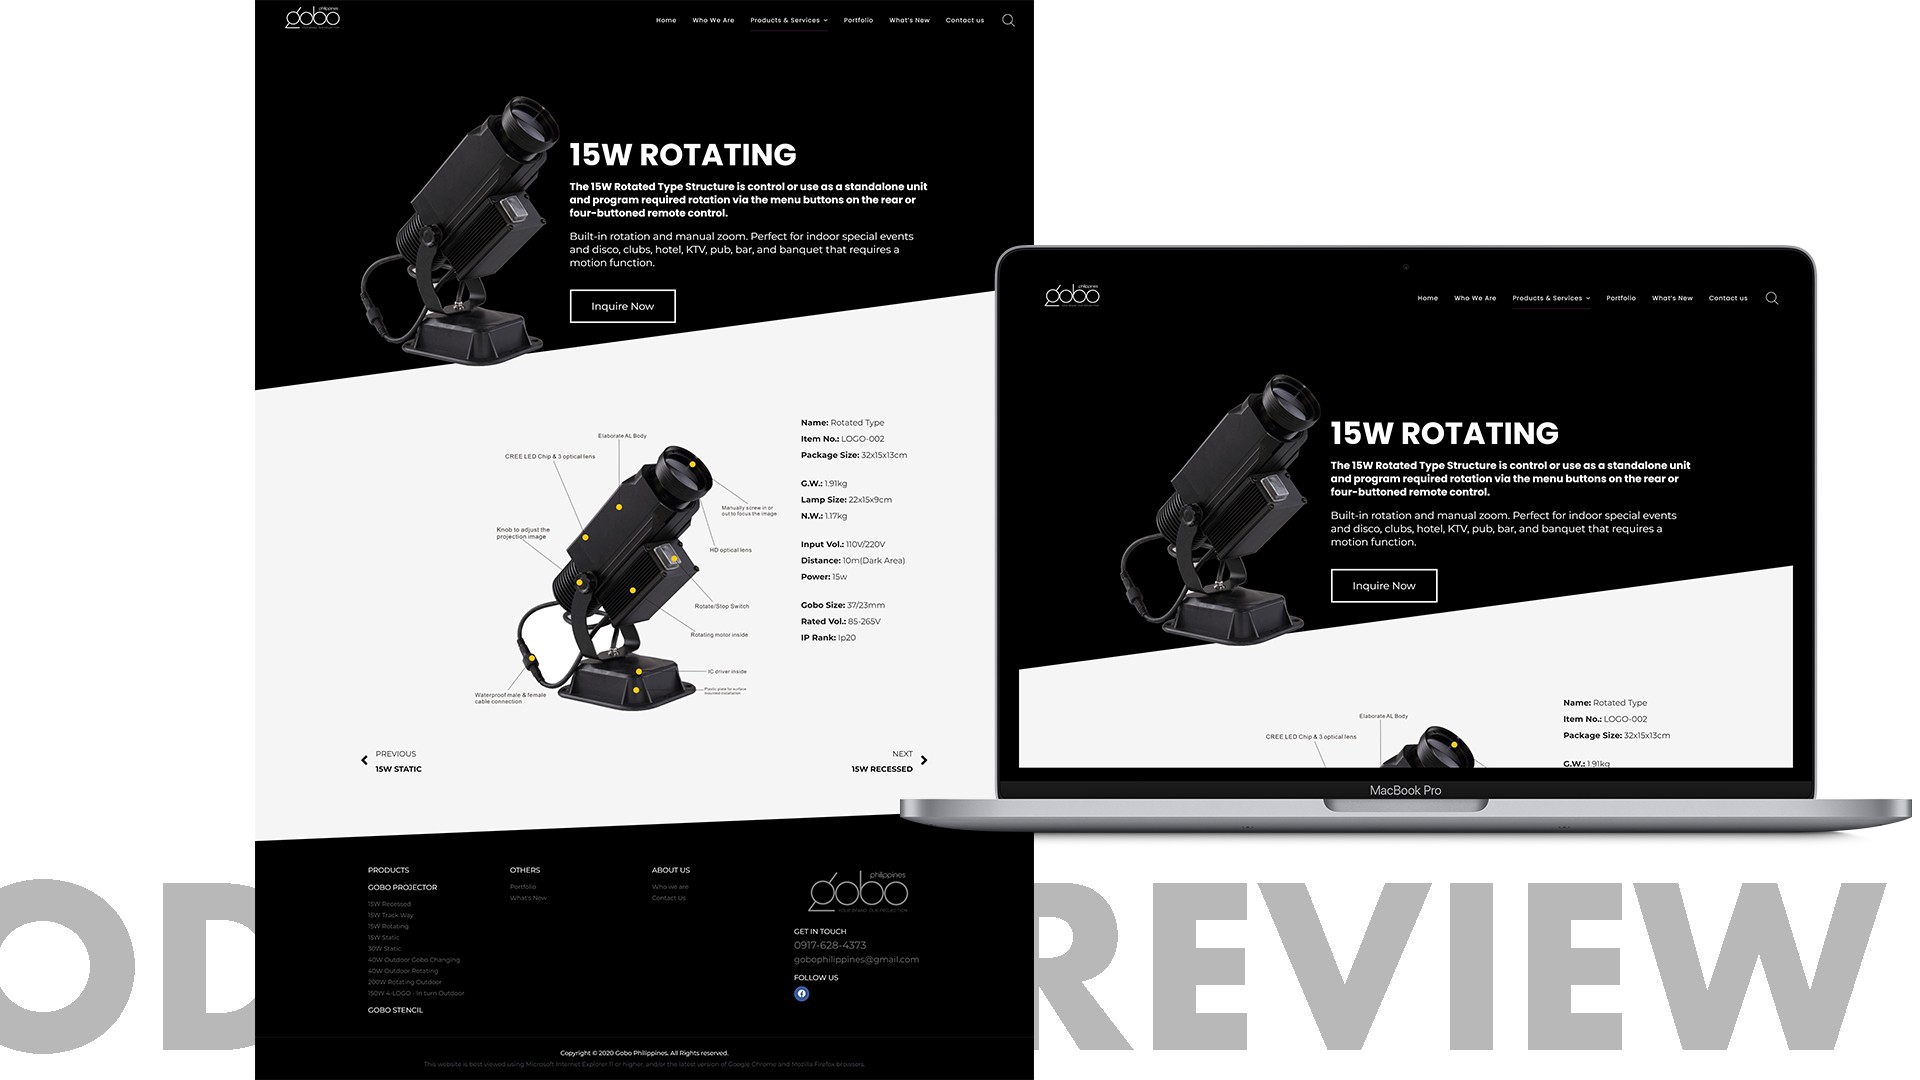 philippines
gobo
Home Who We Are Products & Services Portfolio What's New Contact us
15W ROTATING
The 15W Rotated Type Structure is control or use as a standalone unit
and program required rotation via the menu buttons on the rear or
four-buttoned remote control.
Built-in rotation and manual zoom. Perfect for indoor special events
and disco, clubs, hotel, KTV, pub, bar, and banquet that requires a
motion function.
Inquire Now
Elaborate AL Body
CREE LED Chip & 3 optical lens
Manually screw in or
out to focus the image
Knob to adjust the
projection image
HD optical lens
Rotate/Stop Switch
Rotating motor inside
IC driver inside
Plastic plate for surface
mounted installation
Waterproof male & female
cable connection
Name: Rotated Type
Item No.: LOGO-002
Package Size: 32x15x13cm
G.W.: 1.91kg
Lamp Size: 22x15x9cm
N.W.: 1.17kg
Input Vol.: 110V/220V
Distance: 10m(Dark Area)
Power: 15w
Gobo Size: 37/23mm
Rated Vol.: 85-265V
IP Rank: Ip20
PREVIOUS
15W STATIC
NEXT
15W RECESSED
PRODUCTS
GOBO PROJECTOR
15W Recessed
15W Track Way
15W Rotating
15W Static
30W Static
40W Outdoor Gobo Changing
40W Outdoor Rotating
200W Rotating Outdoor
150W 4-LOGO - In turn Outdoor
GOBO STENCIL
OTHERS
Portfolio
What's New
ABOUT US
Who we are
Contact Us
philippines
gobo
YOUR BRAND OUR PROJECTION
GET IN TOUCH
0917-628-4373
gobophilippines@gmail.com
FOLLOW US
Copyright © 2020 Gobo Philippines. All Rights reserved.
This website is best viewed using Microsoft Internet Explorer 11 or higher, and/or the latest version of Google Chrome and Mozilla Firefox browsers.
philippines
gobo
Home Who We Are Products & Services Portfolio What's New Contact us
15W ROTATING
The 15W Rotated Type Structure is control or use as a standalone unit
and program required rotation via the menu buttons on the rear or
four-buttoned remote control.
Built-in rotation and manual zoom. Perfect for indoor special events
and disco, clubs, hotel, KTV, pub, bar, and banquet that requires a
motion function.
Inquire Now
Elaborate AL Body
CREE LED Chip & 3 optical lens
Name: Rotated Type
Item No.: LOGO-002
Package Size: 32x15x13cm
G.W.: 1.91kg
MacBook Pro
OD REVIEW